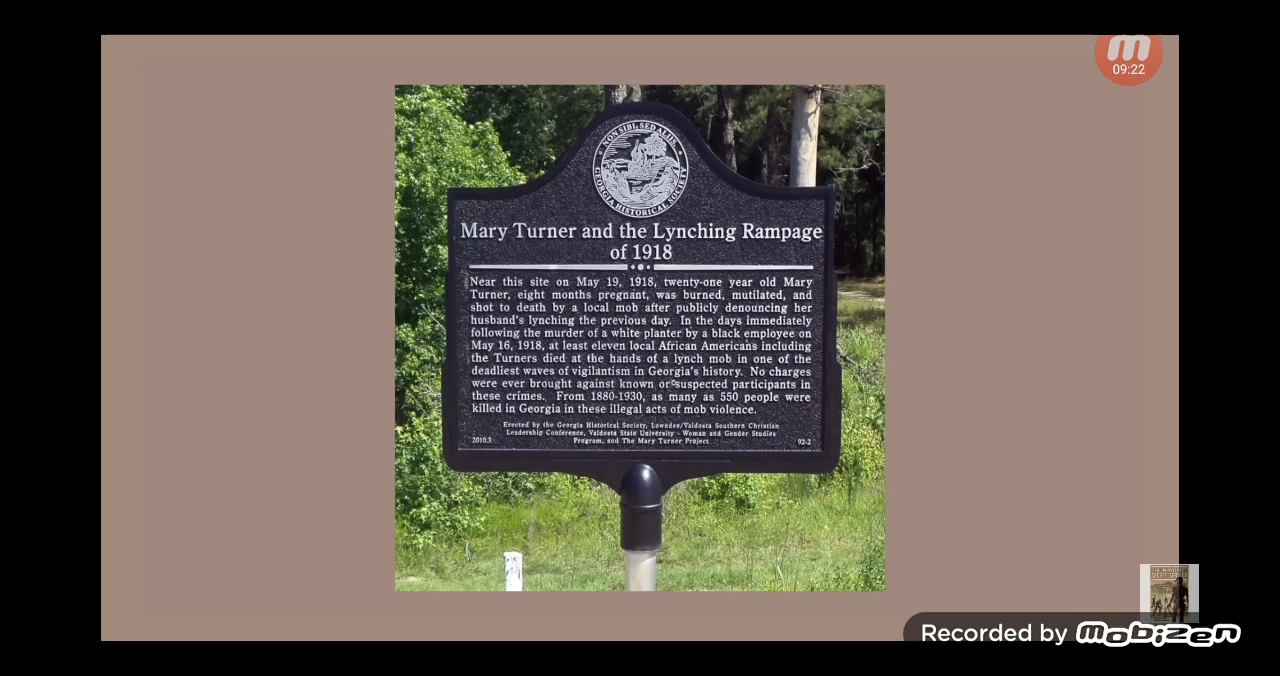 09:22
NON SIBI, SED ALIIS.
GEORGIA HISTORICAL SOCIETY
Mary Turner and the Lynching Rampage
of 1918
Near this site on May 19, 1918, twenty-one year old Mary
Turner, eight months pregnant, was burned, mutilated, and
shot to death by a local mob after publicly denouncing her
husband's lynching the previous day. In the days immediately
following the murder of a white planter by a black employee on
May 16, 1918, at least eleven local African Americans including
the Turners died at the hands of a lynch mob in one of the
deadliest waves of vigilantism in Georgia's history. No charges
were ever brought against known or suspected participants in
these crimes. From 1880-1930, as many as 550 people were
killed in Georgia in these illegal acts of mob violence.
Erected by the Georgia Historical Society, Lowndes/Valdosta Southern Christian
Leadership Conference, Valdosta State University - Woman and Gender Studies
2010.3 Program, and The Mary Turner Project 92-2
SECRET SERVICE
Recorded by mobizen